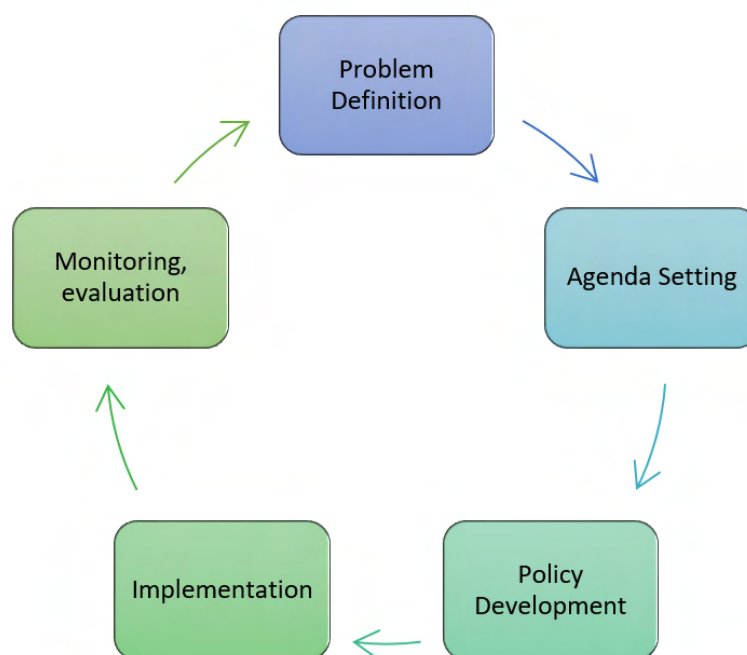 Problem
Definition
Agenda Setting
Policy
Development
Implementation
Monitoring,
evaluation